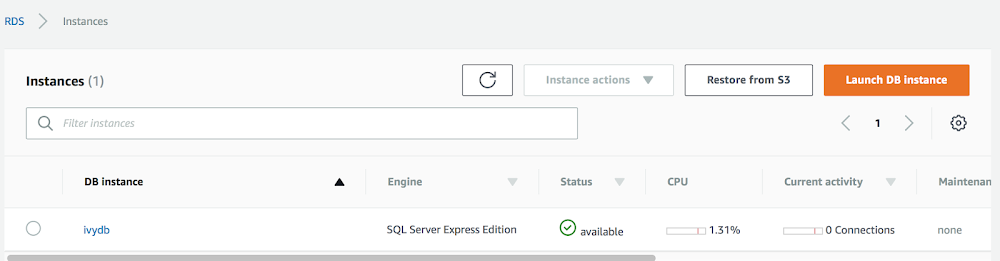 RDS > Instances
Instances (1) Instance actions Restore from S3 Launch DB instance
Filter instances 1
DB instance Engine Status CPU Current activity Maintenan
ivydb SQL Server Express Edition available 1.31% 0 Connections none